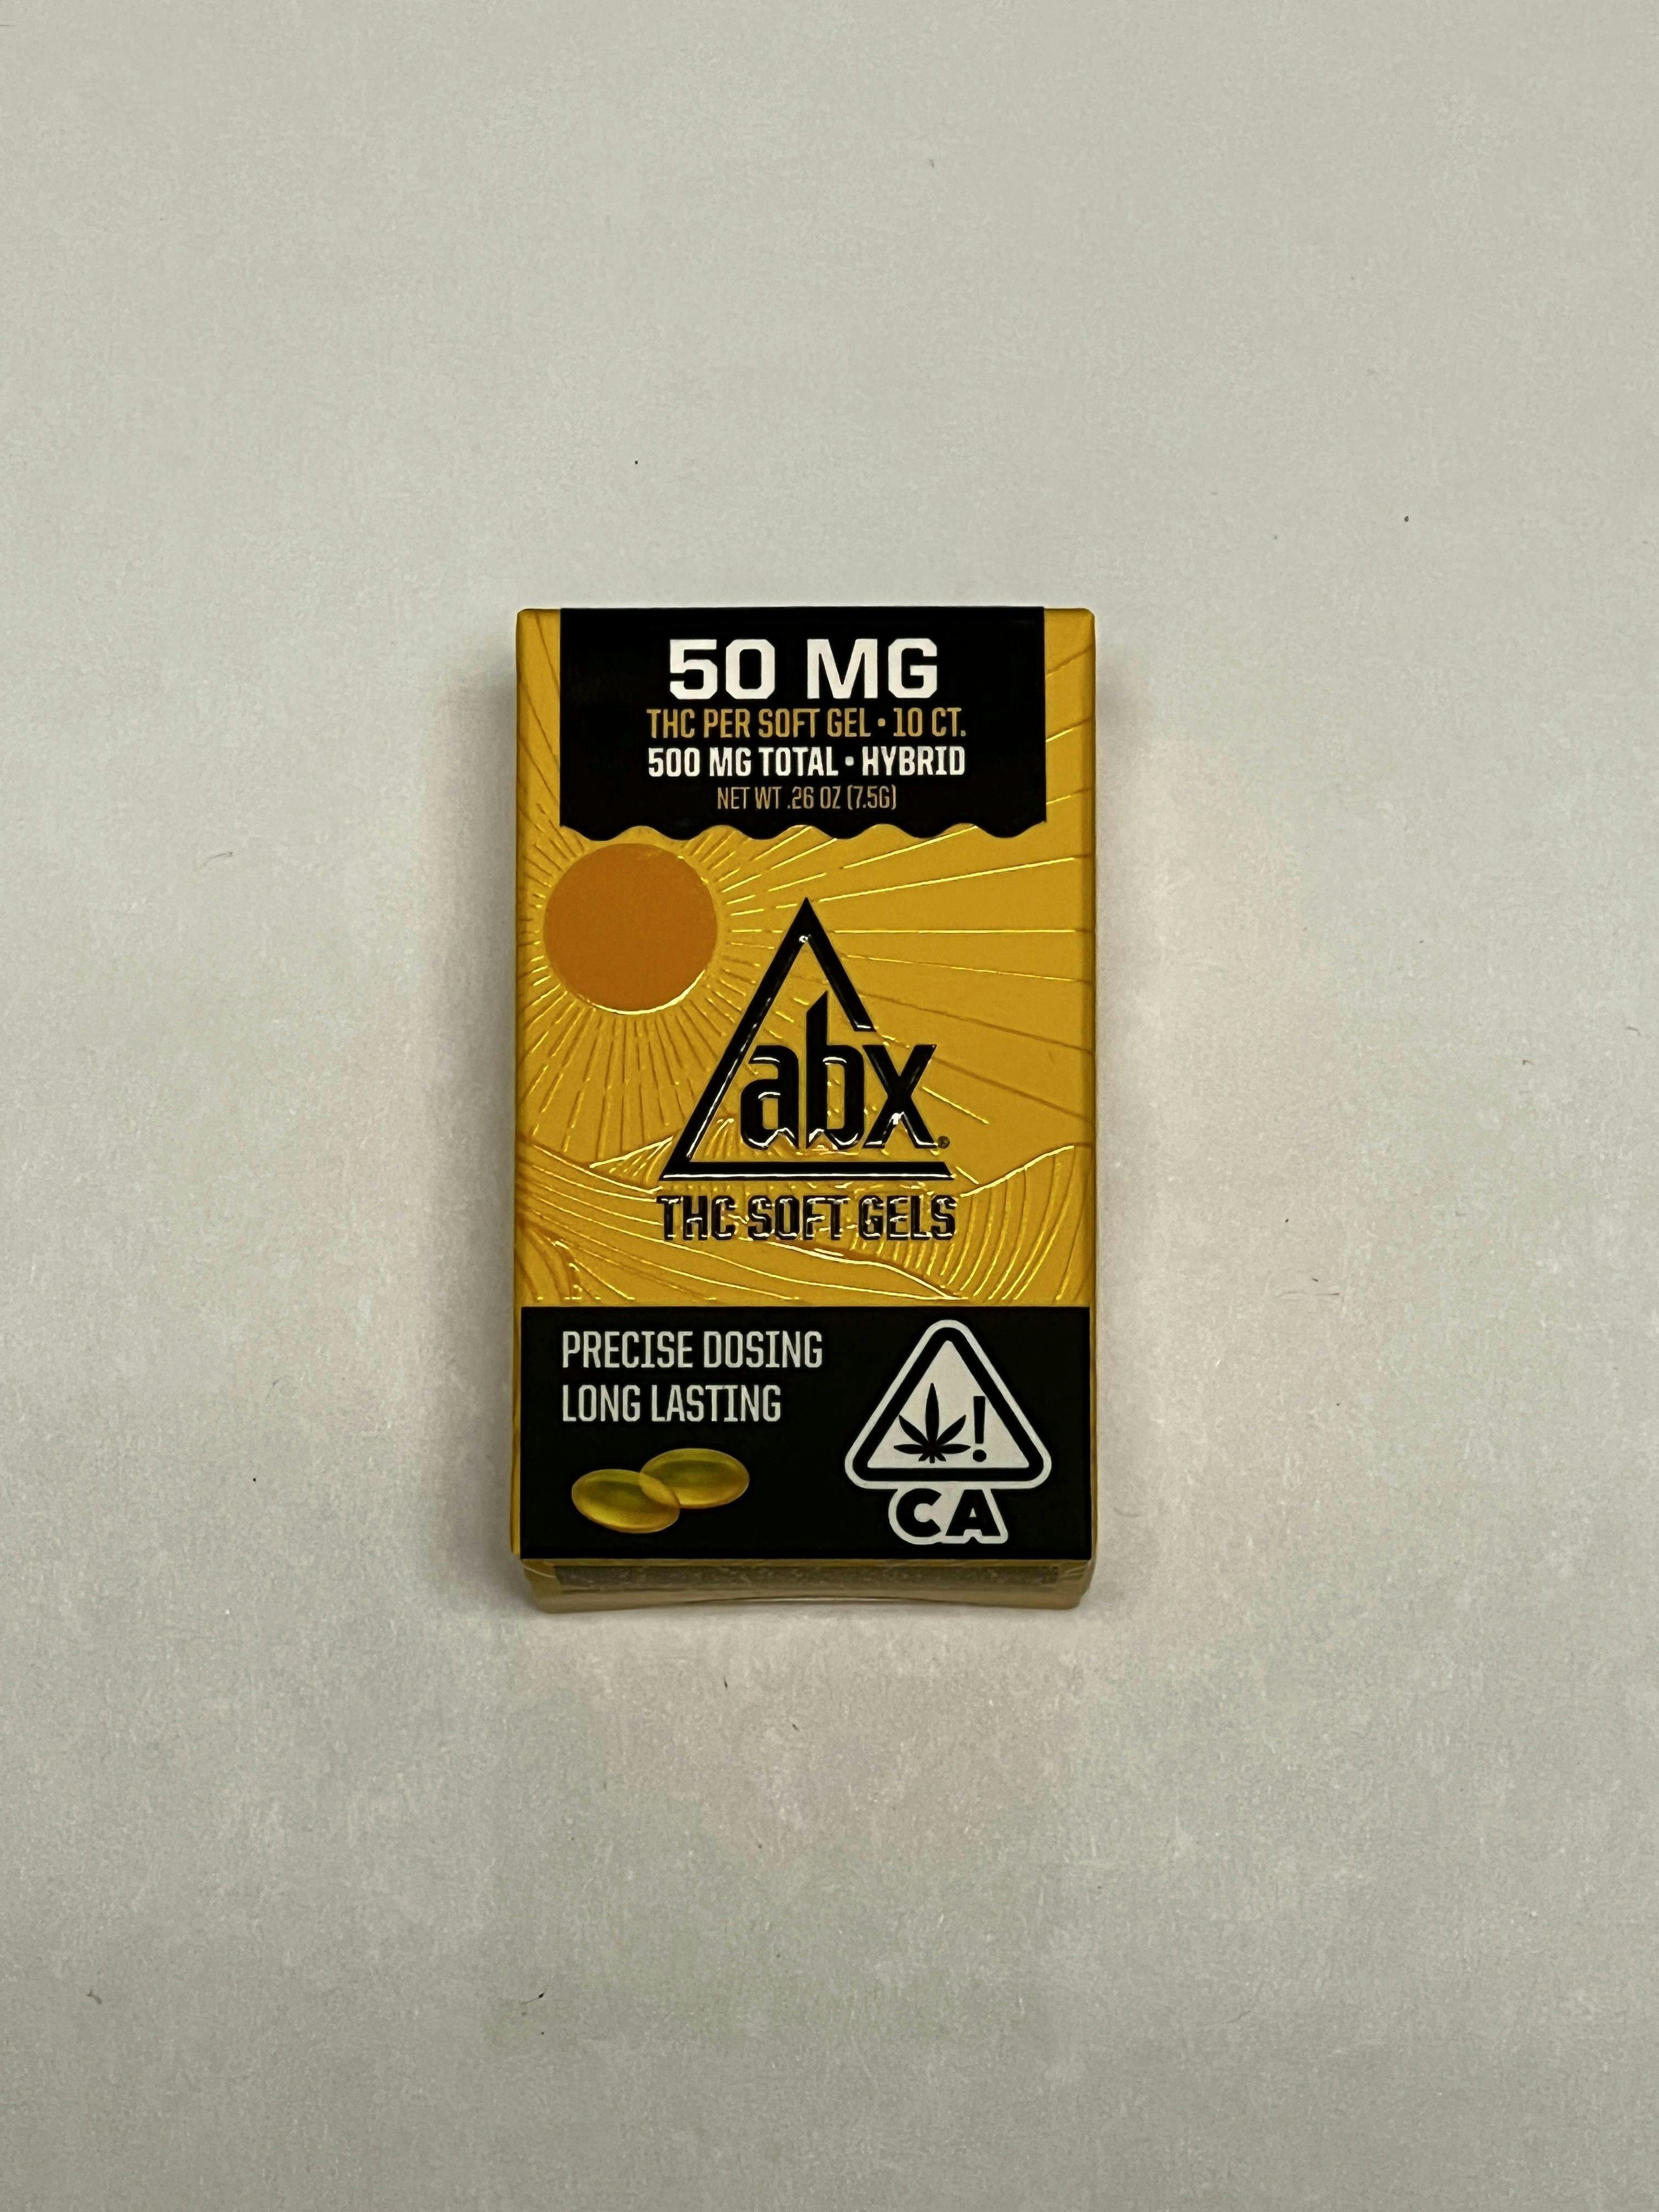 50 MG
THC PER SOFT GEL • 10 CT.
500 MG TOTAL • HYBRID
NET WT .26 OZ (7.5G)
abx®
THC SOFT GELS
PRECISE DOSING
LONG LASTING
!
CA